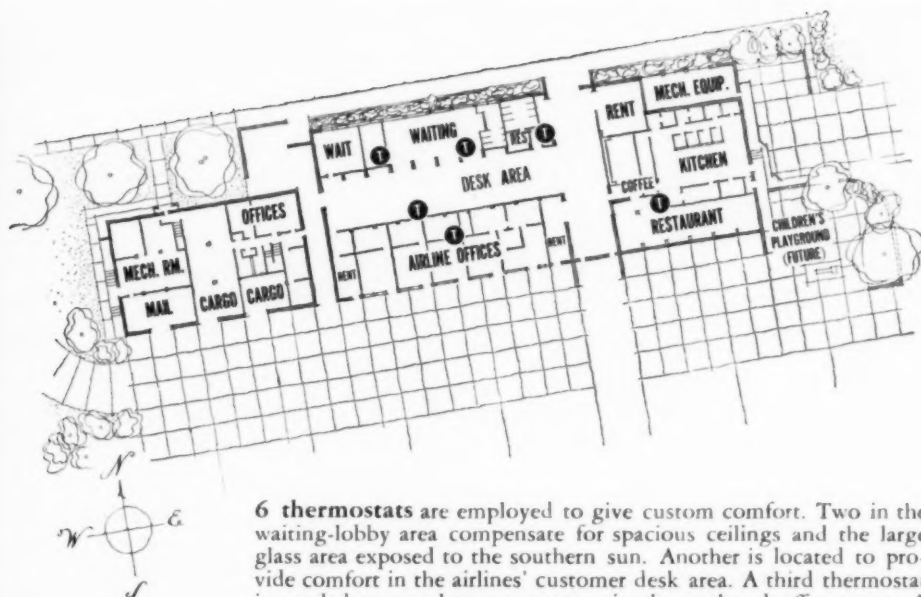 WAIT
WAITING
RES
T
T
T
DESK AREA
RENT
MECH. EQUIP.
KITCHEN
COFFEE
T
RESTAURANT
CHILDREN'S
PLAYGROUND
(FUTURE)
OFFICES
MECH. RM.
MAIL
CARGO
CARGO
T
T
RENT
AIRLINE OFFICES
RENT
N
W
E
S
6 thermostats are employed to give custom comfort. Two in the
waiting-lobby area compensate for spacious ceilings and the large
glass area exposed to the southern sun. Another is located to pro-
vide comfort in the airlines' customer desk area. A third thermostat